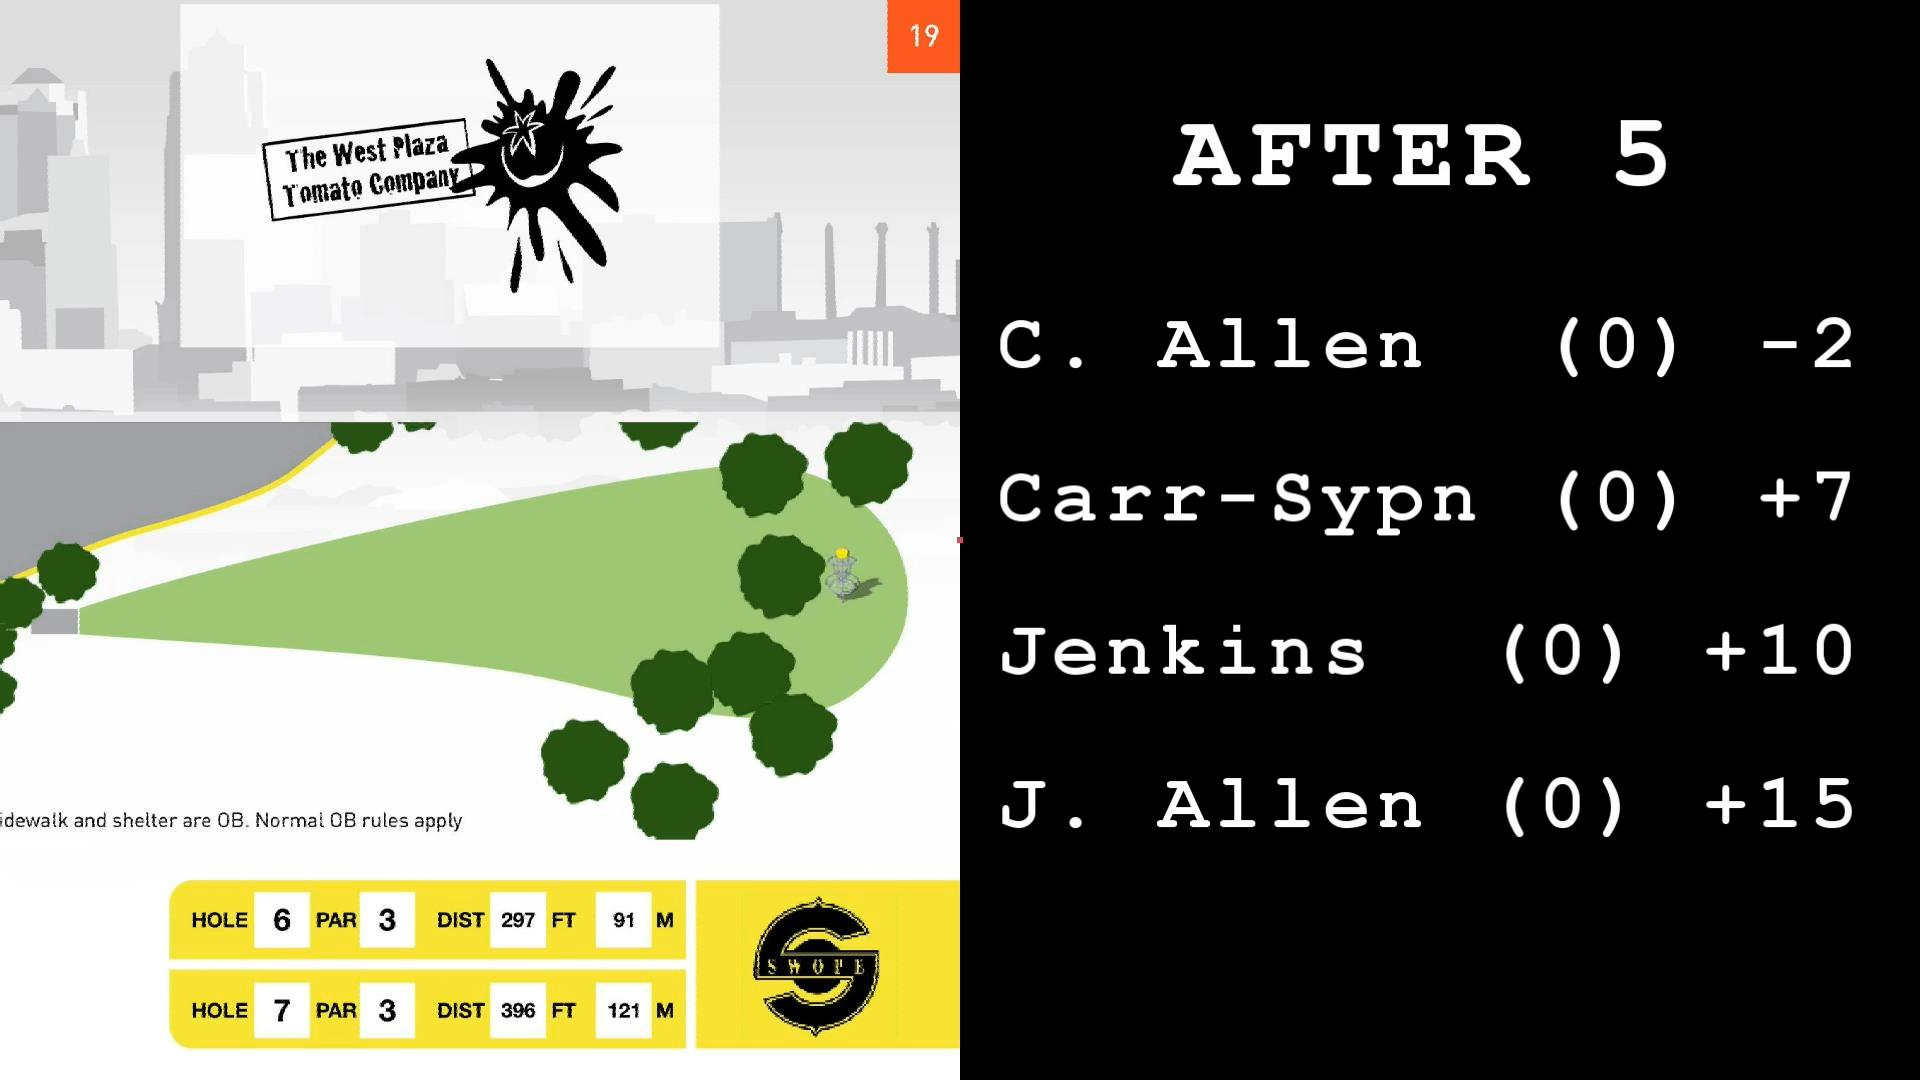 19
The West Plaza
Tomato Company
idewalk and shelter are OB. Normal OB rules apply
HOLE 6 PAR 3 DIST 297 FT 91 M
HOLE 7 PAR 3 DIST 396 FT 121 M
SWOPE
AFTER 5
C. Allen (0) -2
Carr-Sypn (0) +7
Jenkins (0) +10
J. Allen (0) +15